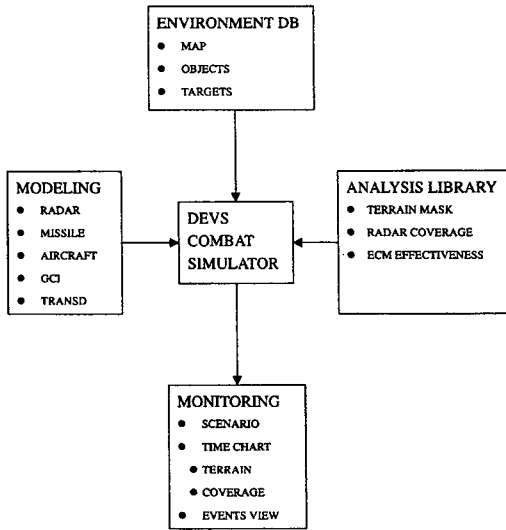 ENVIRONMENT DB
● MAP
● OBJECTS
● TARGETS
MODELING
● RADAR
● MISSILE
● AIRCRAFT
● GCI
● TRANSD
DEVS
COMBAT
SIMULATOR
ANALYSIS LIBRARY
● TERRAIN MASK
● RADAR COVERAGE
● ECM EFFECTIVENESS
MONITORING
● SCENARIO
● TIME CHART
● TERRAIN
● COVERAGE
● EVENTS VIEW